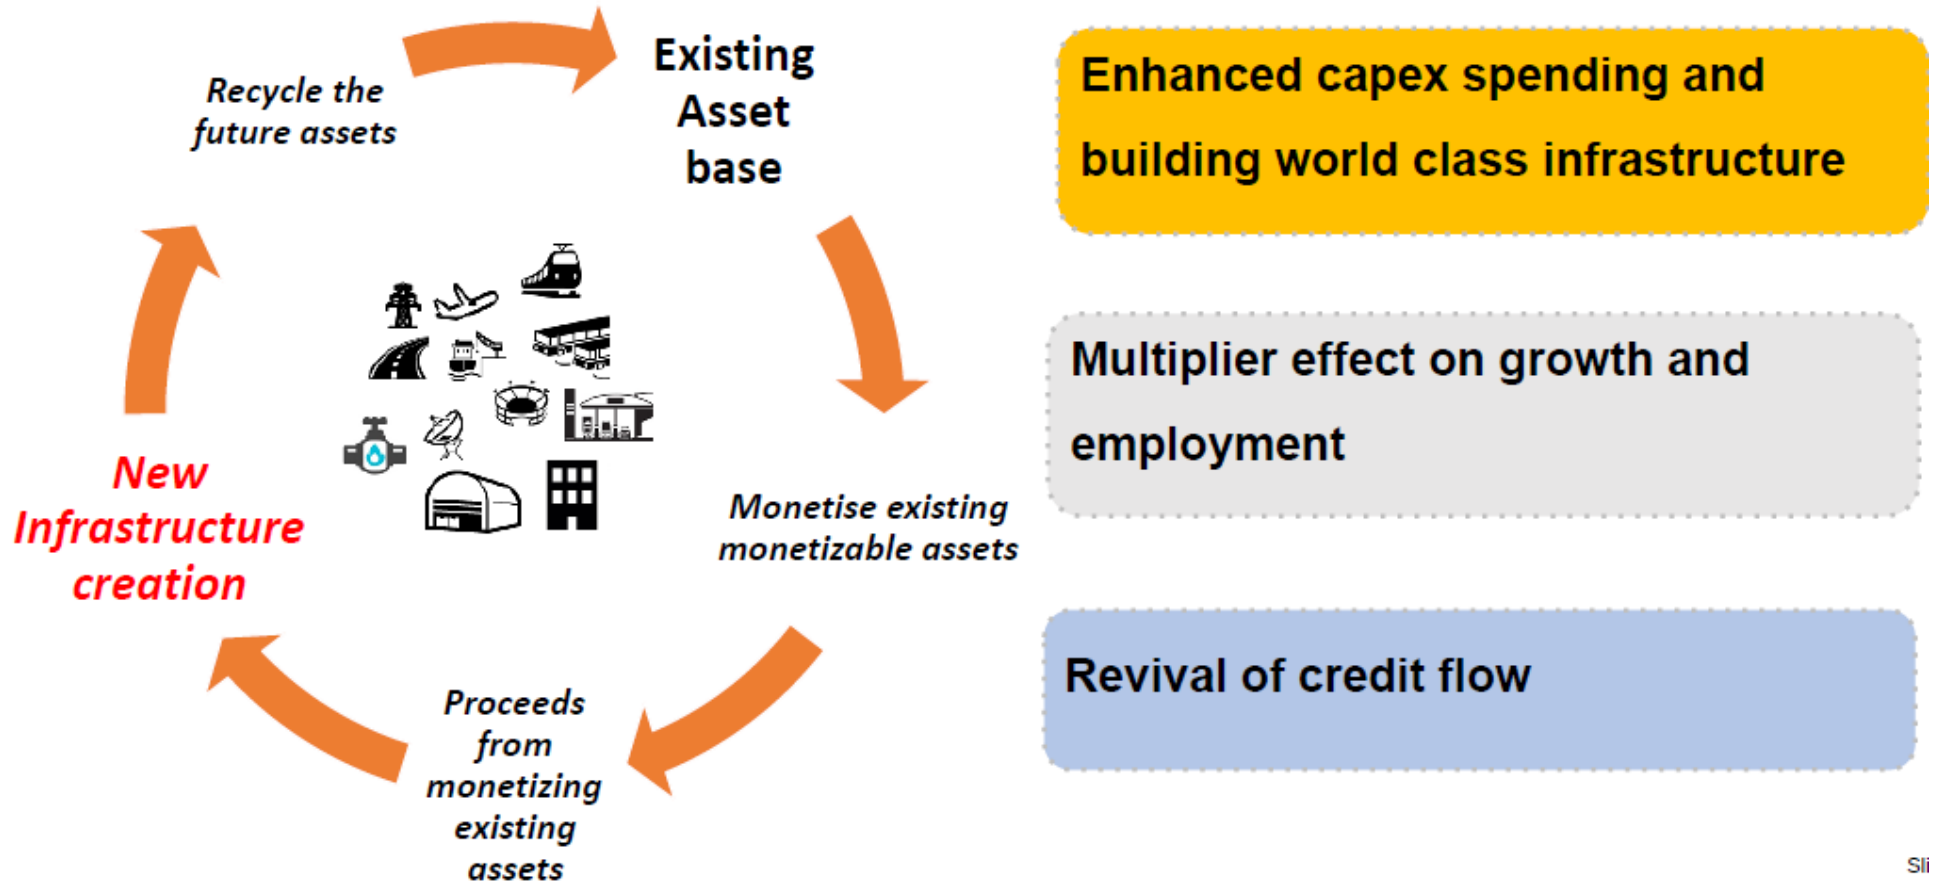 Recycle the
future assets
Existing
Asset
base
Monetise existing
monetizable assets
Proceeds
from
monetizing
existing
assets
New
Infrastructure
creation
Enhanced capex spending and
building world class infrastructure
Multiplier effect on growth and
employment
Revival of credit flow
Sli